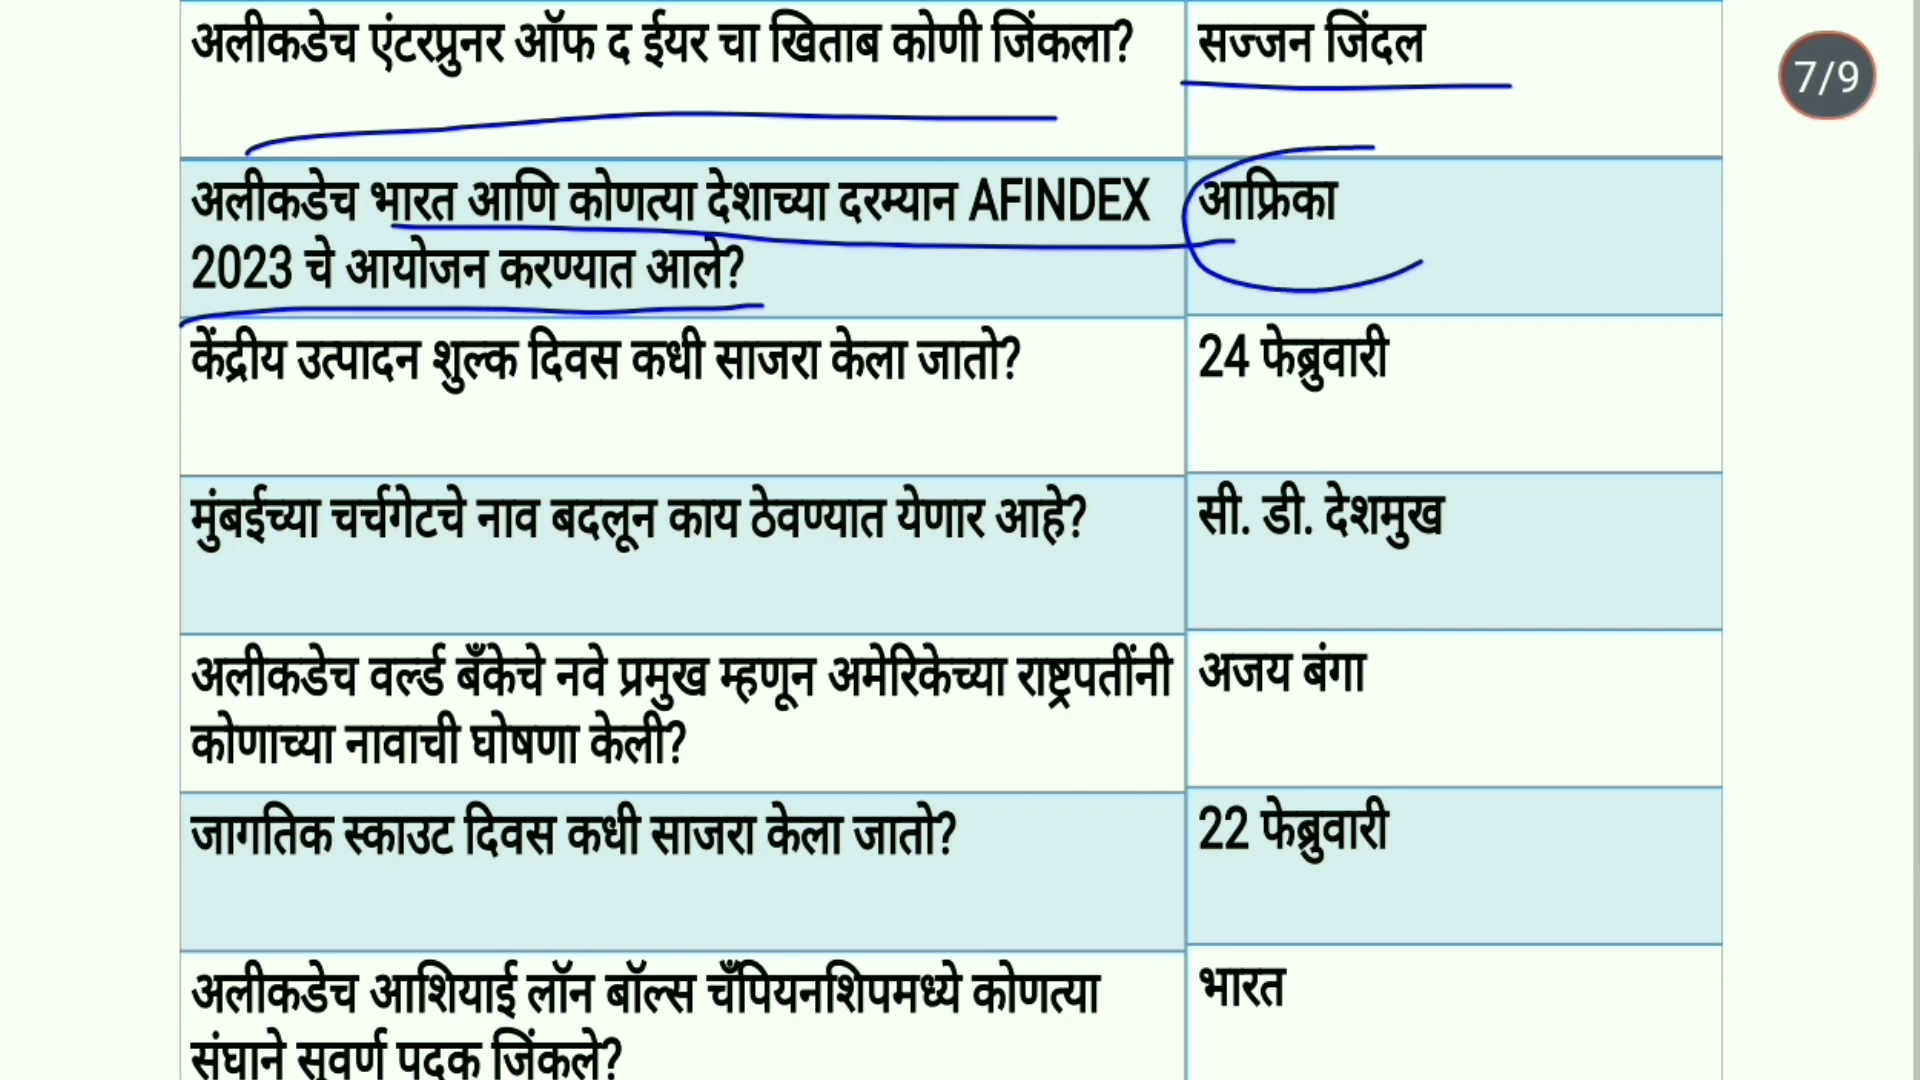 अलीकडेच एंटरप्रुनर ऑफ द ईयर चा खिताब कोणी जिंकला?
सज्जन जिंदल
7/9
अलीकडेच भारत आणि कोणत्या देशाच्या दरम्यान AFINDEX
2023 चे आयोजन करण्यात आले?
आफ्रिका
केंद्रीय उत्पादन शुल्क दिवस कधी साजरा केला जातो?
24 फेब्रुवारी
मुंबईच्या चर्चगेटचे नाव बदलून काय ठेवण्यात येणार आहे?
सी. डी. देशमुख
अलीकडेच वर्ल्ड बँकेचे नवे प्रमुख म्हणून अमेरिकेच्या राष्ट्रपतींनी
कोणाच्या नावाची घोषणा केली?
अजय बंगा
जागतिक स्काउट दिवस कधी साजरा केला जातो?
22 फेब्रुवारी
अलीकडेच आशियाई लॉन बॉल्स चँपियनशिपमध्ये कोणत्या
संघाने सुवर्ण पदक जिंकले?
भारत